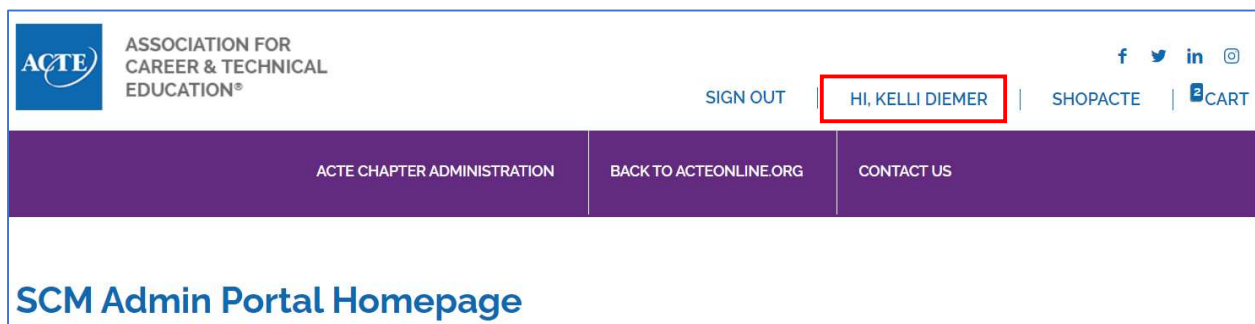 ACTE
ASSOCIATION FOR
CAREER & TECHNICAL
EDUCATION®
f in
SIGN OUT | HI, KELLI DIEMER | SHOPACTE | 2 CART
ACTE CHAPTER ADMINISTRATION BACK TO ACTEONLINE.ORG CONTACT US
SCM Admin Portal Homepage